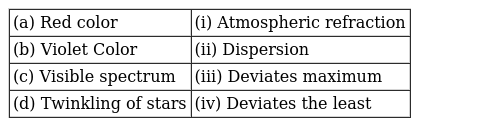 (a) Red color (i) Atmospheric refraction
(b) Violet Color (ii) Dispersion
(c) Visible spectrum (iii) Deviates maximum
(d) Twinkling of stars (iv) Deviates the least